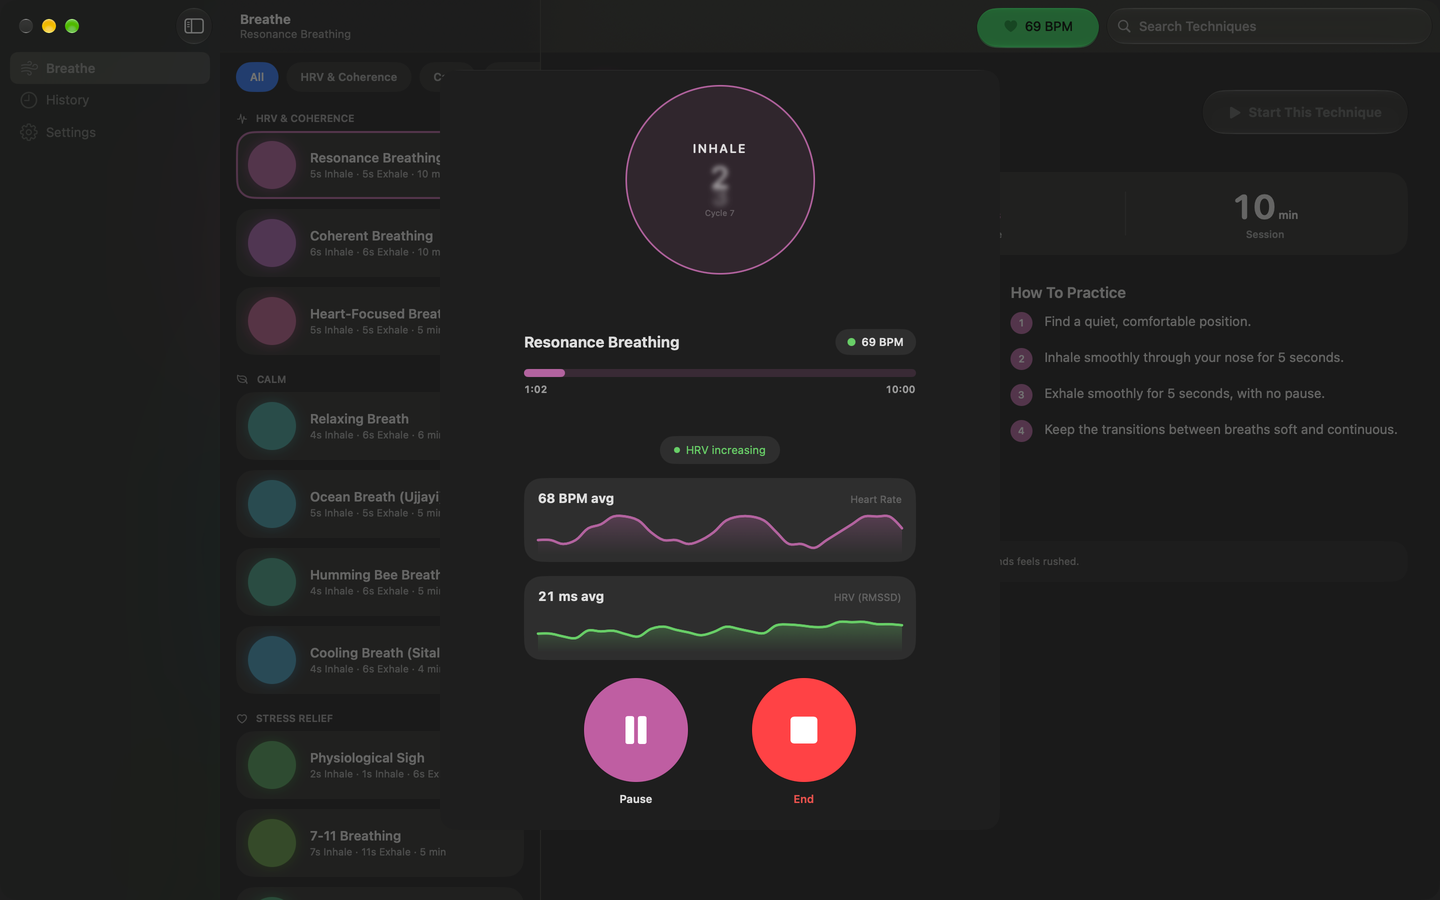 Breathe
Resonance Breathing
69 BPM
Search Techniques
Breathe
History
Settings
All
HRV & Coherence
HRV & COHERENCE
Resonance Breathing
5s Inhale · 5s Exhale · 10 m
Coherent Breathing
6s Inhale · 6s Exhale · 10 m
Heart-Focused Breat
5s Inhale · 5s Exhale · 5 mi
CALM
Relaxing Breath
4s Inhale · 6s Exhale · 6 mi
Ocean Breath (Ujjayi
5s Inhale · 5s Exhale · 5 mi
Humming Bee Breath
4s Inhale · 6s Exhale · 5 mi
Cooling Breath (Sital
4s Inhale · 6s Exhale · 4 mi
STRESS RELIEF
Physiological Sigh
2s Inhale · 1s Inhale · 6s Ex
7-11 Breathing
7s Inhale · 11s Exhale · 5 min
INHALE
2
Cycle 7
Resonance Breathing
69 BPM
1:02
10:00
HRV increasing
68 BPM avg
Heart Rate
21 ms avg
HRV (RMSSD)
Pause
End
Start This Technique
10 min
Session
How To Practice
1 Find a quiet, comfortable position.
2 Inhale smoothly through your nose for 5 seconds.
3 Exhale smoothly for 5 seconds, with no pause.
4 Keep the transitions between breaths soft and continuous.
nds feels rushed.